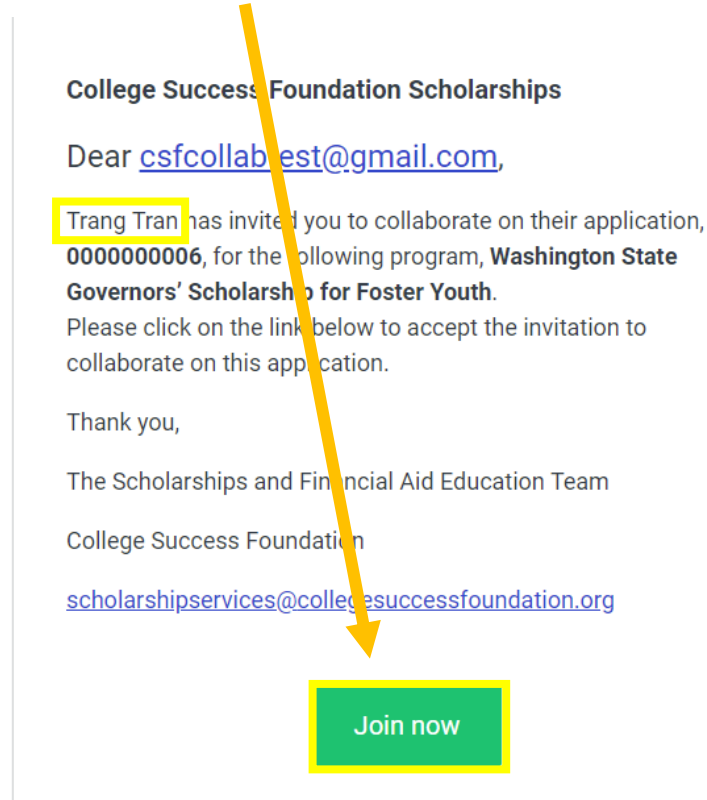 College Success Foundation Scholarships
Dear csfcollabtest@gmail.com,
Trang Tran has invited you to collaborate on their application,
0000000006, for the following program, Washington State
Governors’ Scholarship for Foster Youth.
Please click on the link below to accept the invitation to
collaborate on this application.
Thank you,
The Scholarships and Financial Aid Education Team
College Success Foundation
scholarshipservices@collegesuccessfoundation.org
Join now